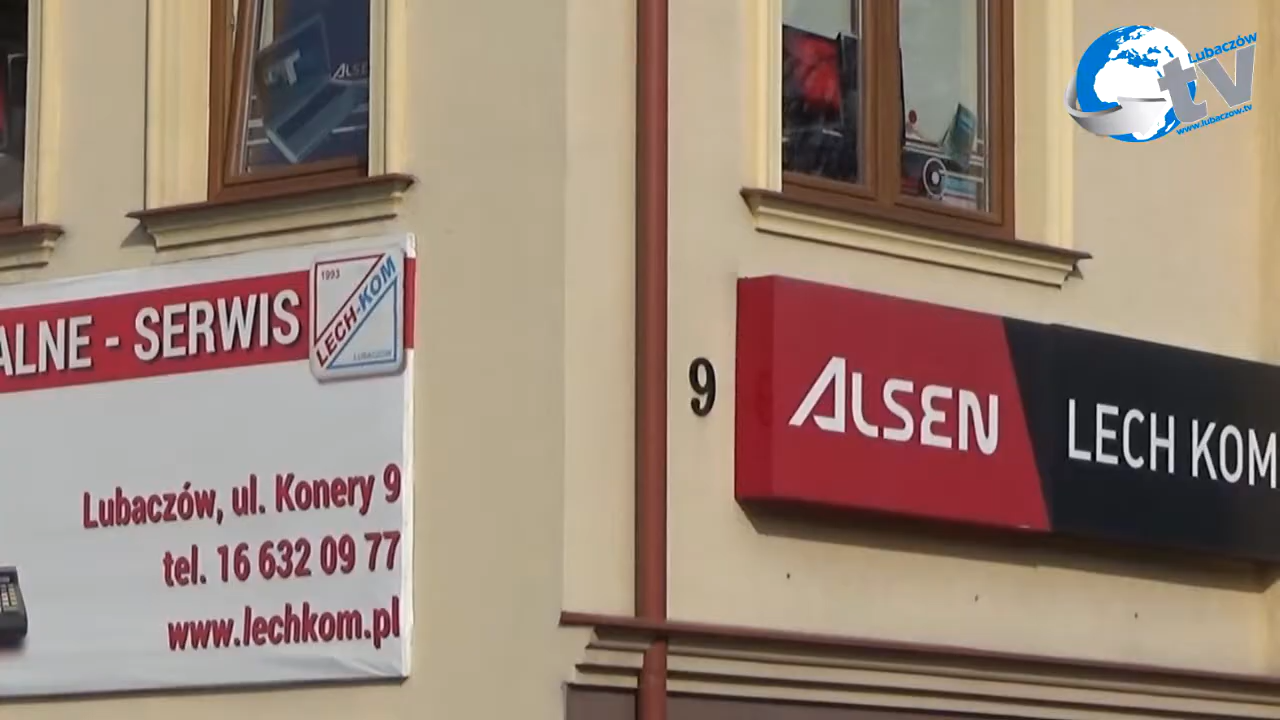 Lubaczów
tv
www.lubaczow.tv
ALNE - SERWIS
1993
LECH-KOM
LUBACZÓW
Lubaczów, ul. Konery 9
tel. 16 632 09 77
www.lechkom.pl
9
ALSEN
LECH KOM